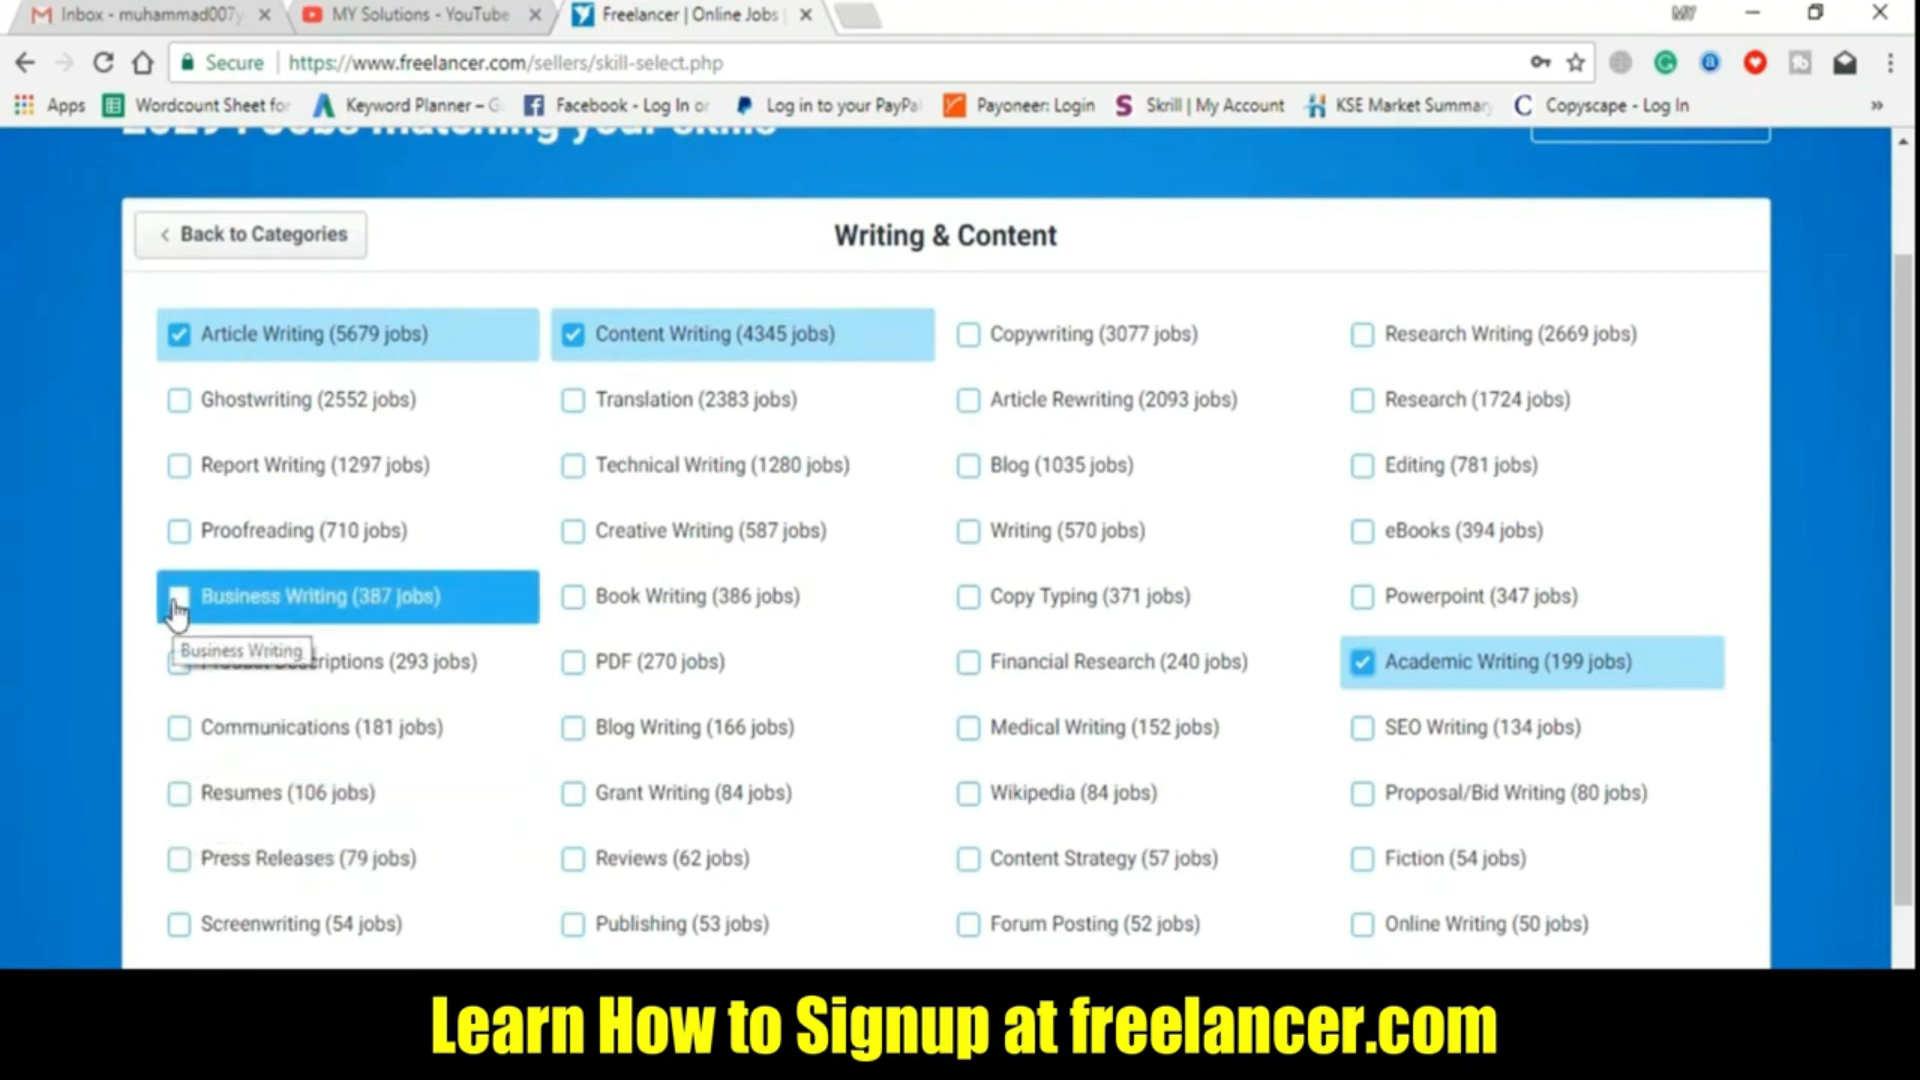 Inbox - muhammad007y
MY Solutions - YouTube
Freelancer | Online Jobs
MY
Secure
https://www.freelancer.com/sellers/skill-select.php
Apps
Wordcount Sheet for
Keyword Planner – G
Facebook - Log In or
Log in to your PayPa
Payoneer: Login
Skrill | My Account
KSE Market Summar
Copyscape - Log In
»
jobs matching your skills
Back to Categories
Writing & Content
Article Writing (5679 jobs)
Content Writing (4345 jobs)
Copywriting (3077 jobs)
Research Writing (2669 jobs)
Ghostwriting (2552 jobs)
Translation (2383 jobs)
Article Rewriting (2093 jobs)
Research (1724 jobs)
Report Writing (1297 jobs)
Technical Writing (1280 jobs)
Blog (1035 jobs)
Editing (781 jobs)
Proofreading (710 jobs)
Creative Writing (587 jobs)
Writing (570 jobs)
eBooks (394 jobs)
Business Writing (387 jobs)
Book Writing (386 jobs)
Copy Typing (371 jobs)
Powerpoint (347 jobs)
Business Writing
riptions (293 jobs)
PDF (270 jobs)
Financial Research (240 jobs)
Academic Writing (199 jobs)
Communications (181 jobs)
Blog Writing (166 jobs)
Medical Writing (152 jobs)
SEO Writing (134 jobs)
Resumes (106 jobs)
Grant Writing (84 jobs)
Wikipedia (84 jobs)
Proposal/Bid Writing (80 jobs)
Press Releases (79 jobs)
Reviews (62 jobs)
Content Strategy (57 jobs)
Fiction (54 jobs)
Screenwriting (54 jobs)
Publishing (53 jobs)
Forum Posting (52 jobs)
Online Writing (50 jobs)
Learn How to Signup at freelancer.com